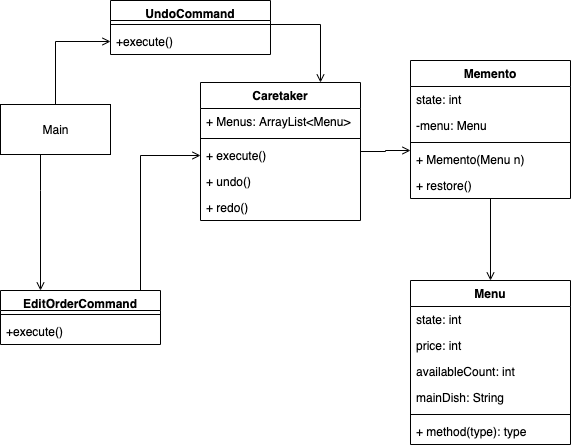 UndoCommand
+execute()
Main
Caretaker
+ Menus: ArrayList<Menu>
+ execute()
+ undo()
+ redo()
Memento
state: int
-menu: Menu
+ Memento(Menu n)
+ restore()
EditOrderCommand
+execute()
Menu
state: int
price: int
availableCount: int
mainDish: String
+ method(type): type